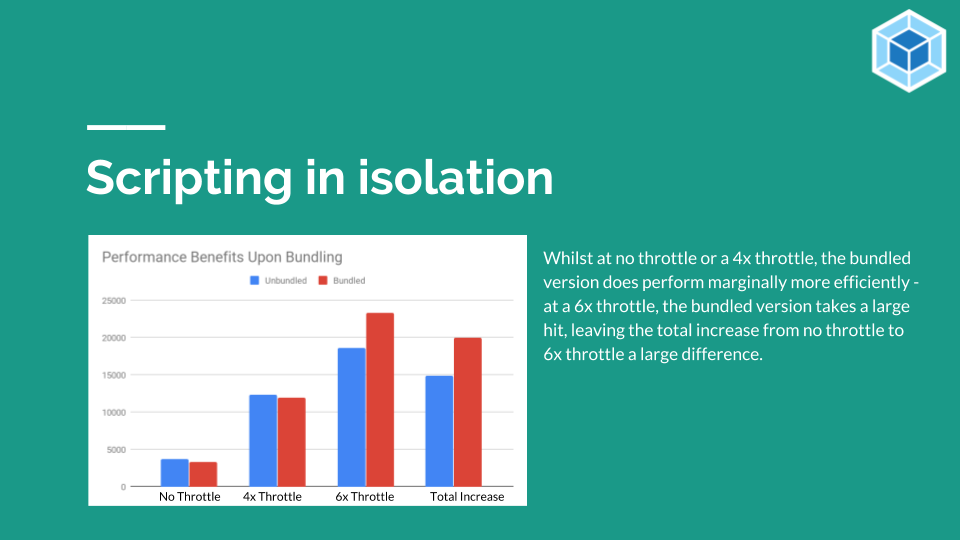 Scripting in isolation
Performance Benefits Upon Bundling
Unbundled Bundled
25000
20000
15000
10000
5000
0
No Throttle 4x Throttle 6x Throttle Total Increase
Whilst at no throttle or a 4x throttle, the bundled
version does perform marginally more efficiently -
at a 6x throttle, the bundled version takes a large
hit, leaving the total increase from no throttle to
6x throttle a large difference.